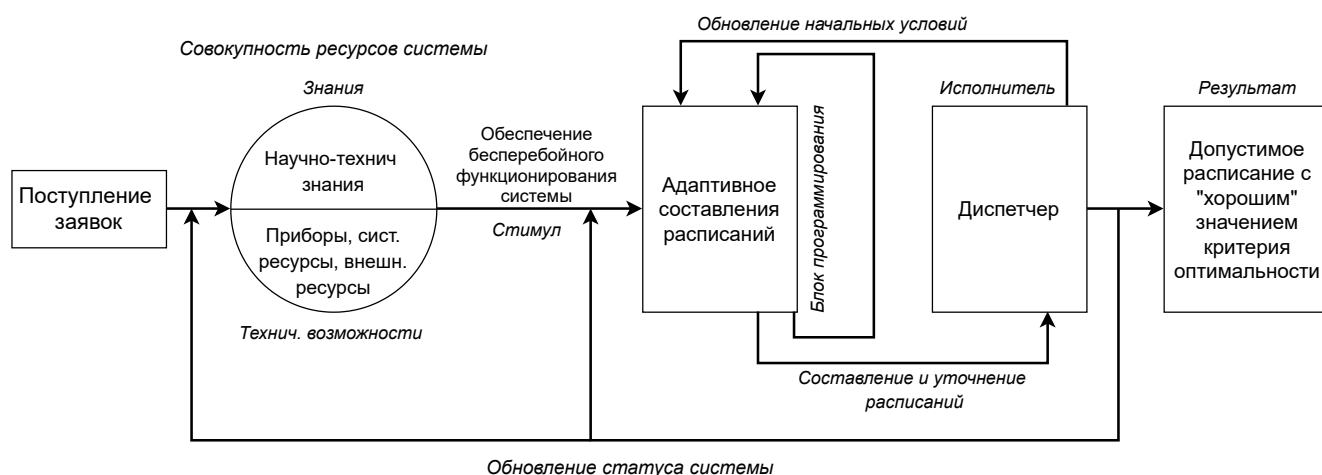 Обновление начальных условий
Совокупность ресурсов системы
Знания
Исполнитель
Результат
Поступление
заявок
Научно-технич
знания
Приборы, сист.
ресурсы, внешн.
ресурсы
Технич. возможности
Обеспечение
бесперебойного
функционирования
системы
Стимул
Адаптивное
составления
расписаний
Блок программирования
Диспетчер
Допустимое
расписание с
"хорошим"
значением
критерия
оптимальности
Составление и уточнение
расписаний
Обновление статуса системы